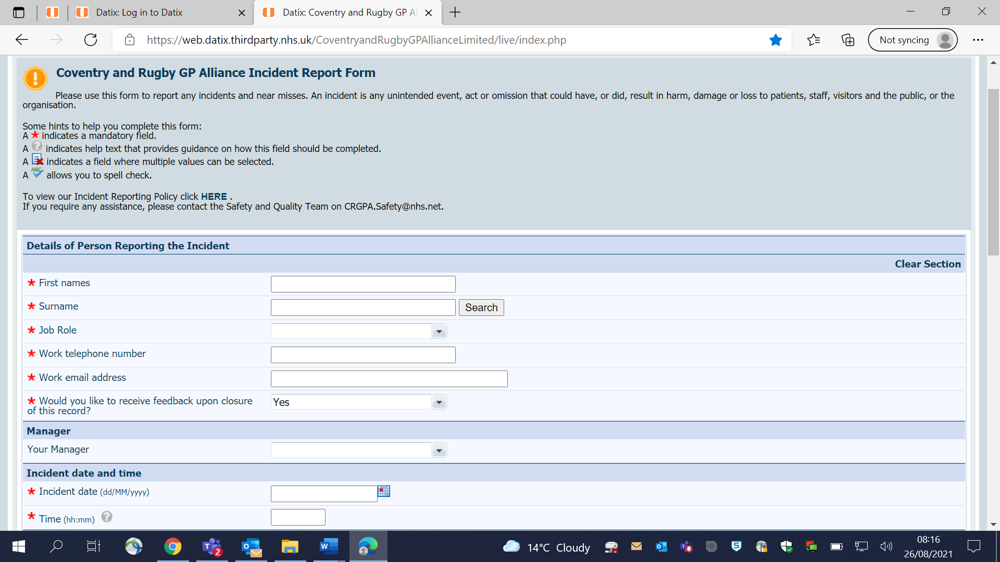 Datix: Log in to Datix
Datix: Coventry and Rugby GP Al
https://web.datix.thirdparty.nhs.uk/CoventryandRugbyGPAllianceLimited/live/index.php
Not syncing
Coventry and Rugby GP Alliance Incident Report Form
Please use this form to report any incidents and near misses. An incident is any unintended event, act or omission that could have, or did, result in harm, damage or loss to patients, staff, visitors and the public, or the
organisation.
Some hints to help you complete this form:
A * indicates a mandatory field.
A ? indicates help text that provides guidance on how this field should be completed.
A indicates a field where multiple values can be selected.
A ABC allows you to spell check.
To view our Incident Reporting Policy click HERE .
If you require any assistance, please contact the Safety and Quality Team on CRGPA.Safety@nhs.net.
Details of Person Reporting the Incident
Clear Section
* First names
* Surname Search
* Job Role
* Work telephone number
* Work email address
* Would you like to receive feedback upon closure
of this record? Yes
Manager
Your Manager
Incident date and time
* Incident date (dd/MM/yyyy)
* Time (hh:mm) ?
14°C Cloudy
08:16
26/08/2021